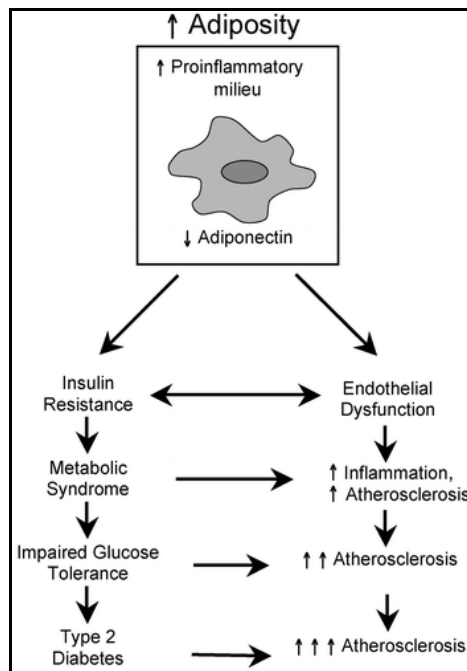 ↑ Adiposity
↑ Proinflammatory
milieu
↓ Adiponectin
Insulin
Resistance
Endothelial
Dysfunction
Metabolic
Syndrome
↑ Inflammation,
↑ Atherosclerosis
Impaired Glucose
Tolerance
↑ ↑ Atherosclerosis
Type 2
Diabetes
↑ ↑ ↑ Atherosclerosis